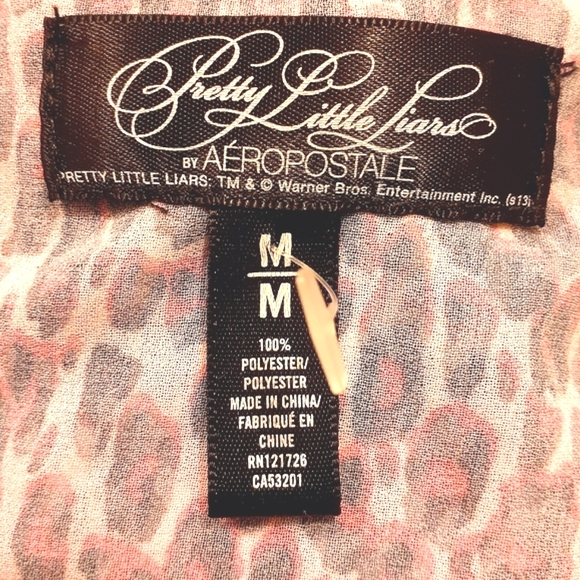 Pretty Little Liars
BY AÉROPOSTALE
PRETTY LITTLE LIARS: TM & © Warner Bros. Entertainment Inc. (s13)
M
M
100%
POLYESTER/
POLYESTER
MADE IN CHINA/
FABRIQUÉ EN
CHINE
RN121726
CA53201